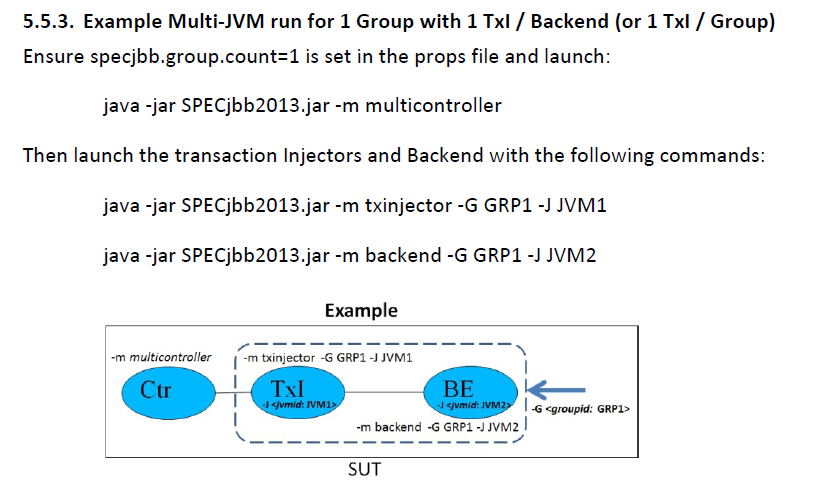 5.5.3. Example Multi-JVM run for 1 Group with 1 TxI / Backend (or 1 TxI / Group)
Ensure specjbb.group.count=1 is set in the props file and launch:
java -jar SPECjbb2013.jar -m multicontroller
Then launch the transaction Injectors and Backend with the following commands:
java -jar SPECjbb2013.jar -m txinjector -G GRP1 -J JVM1
java -jar SPECjbb2013.jar -m backend -G GRP1 -J JVM2
Example
-m multicontroller
-m txinjector -G GRP1 -J JVM1
Ctr
TxI
-J <jvmid: JVM1>
BE
-J <jvmid: JVM2>
-G <groupid: GRP1>
-m backend -G GRP1 -J JVM2
SUT